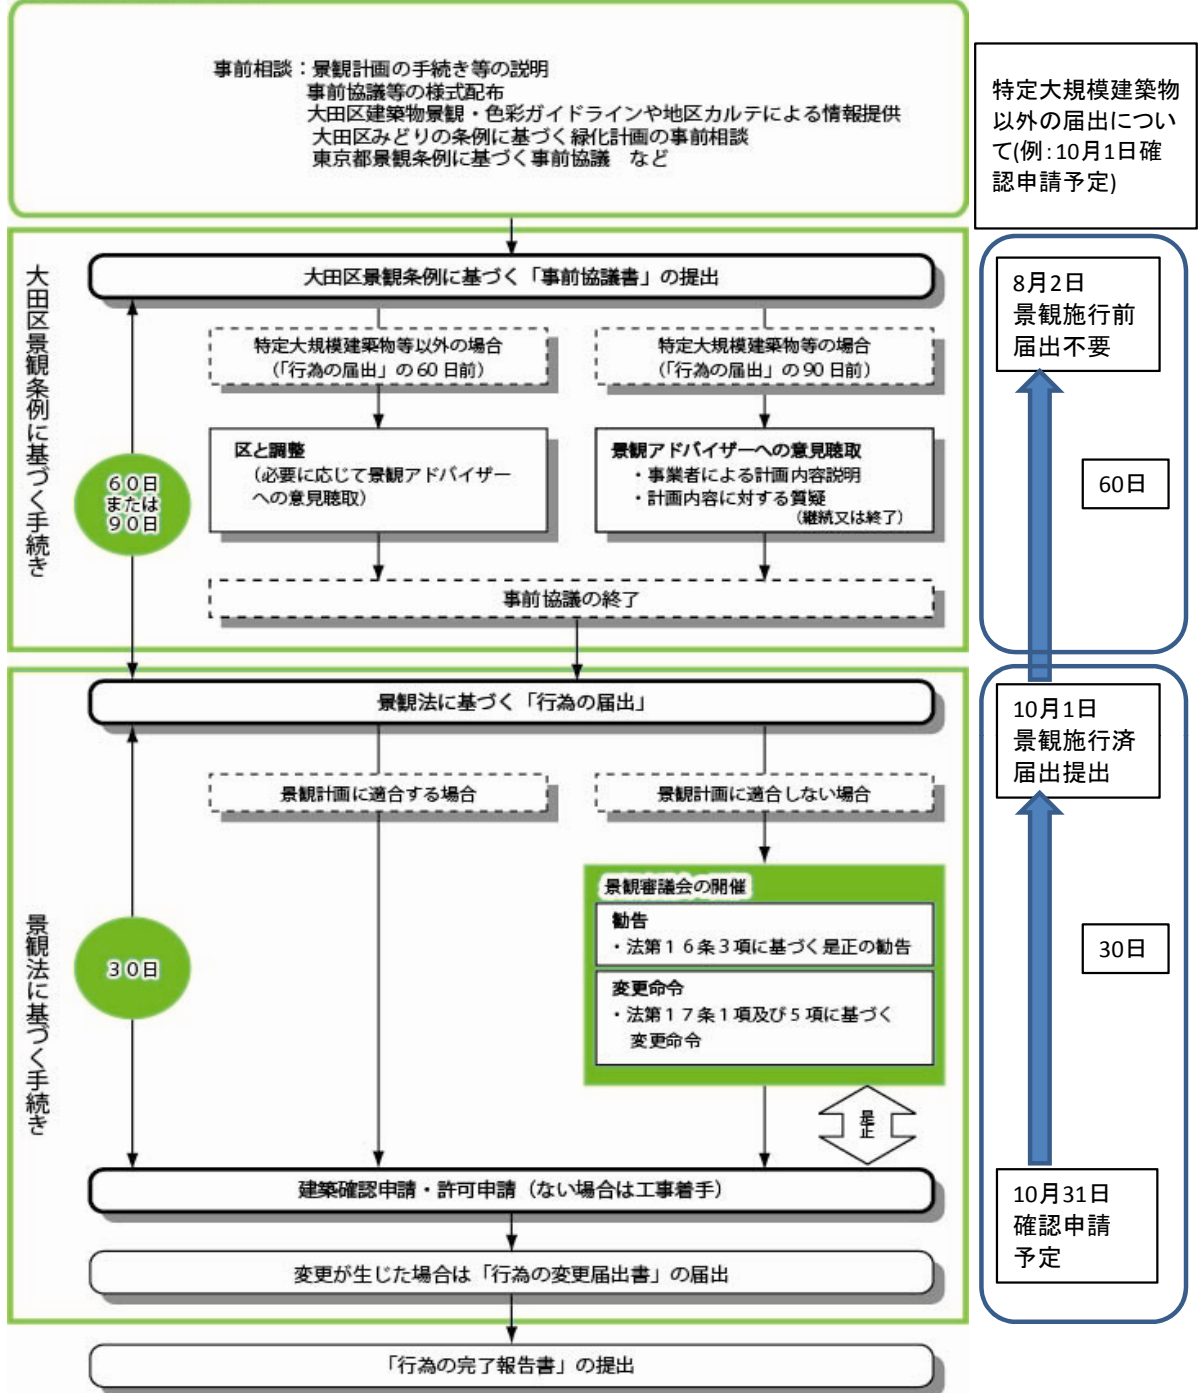 事前相談：景観計画の手続き等の説明
事前協議等の様式配布
大田区建築物景観・色彩ガイドラインや地区カルテによる情報提供
大田区みどりの条例に基づく緑化計画の事前相談
東京都景観条例に基づく事前協議　など
特定大規模建築物
以外の届出につい
て(例：10月1日確
認申請予定)
大田区景観条例に基づく手続き
大田区景観条例に基づく「事前協議書」の提出
特定大規模建築物等以外の場合
（「行為の届出」の60日前）
特定大規模建築物等の場合
（「行為の届出」の90日前）
区と調整
（必要に応じて景観アドバイザー
への意見聴取）
景観アドバイザーへの意見聴取
・事業者による計画内容説明
・計画内容に対する質疑
（継続又は終了）
60日
または
90日
事前協議の終了
8月2日
景観施行前
届出不要
60日
景観法に基づく手続き
景観法に基づく「行為の届出」
景観計画に適合する場合
景観計画に適合しない場合
景観審議会の開催
勧告
・法第16条3項に基づく是正の勧告
変更命令
・法第17条1項及び5項に基づく
変更命令
30日
是正
建築確認申請・許可申請（ない場合は工事着手）
変更が生じた場合は「行為の変更届出書」の届出
「行為の完了報告書」の提出
10月1日
景観施行済
届出提出
30日
10月31日
確認申請
予定